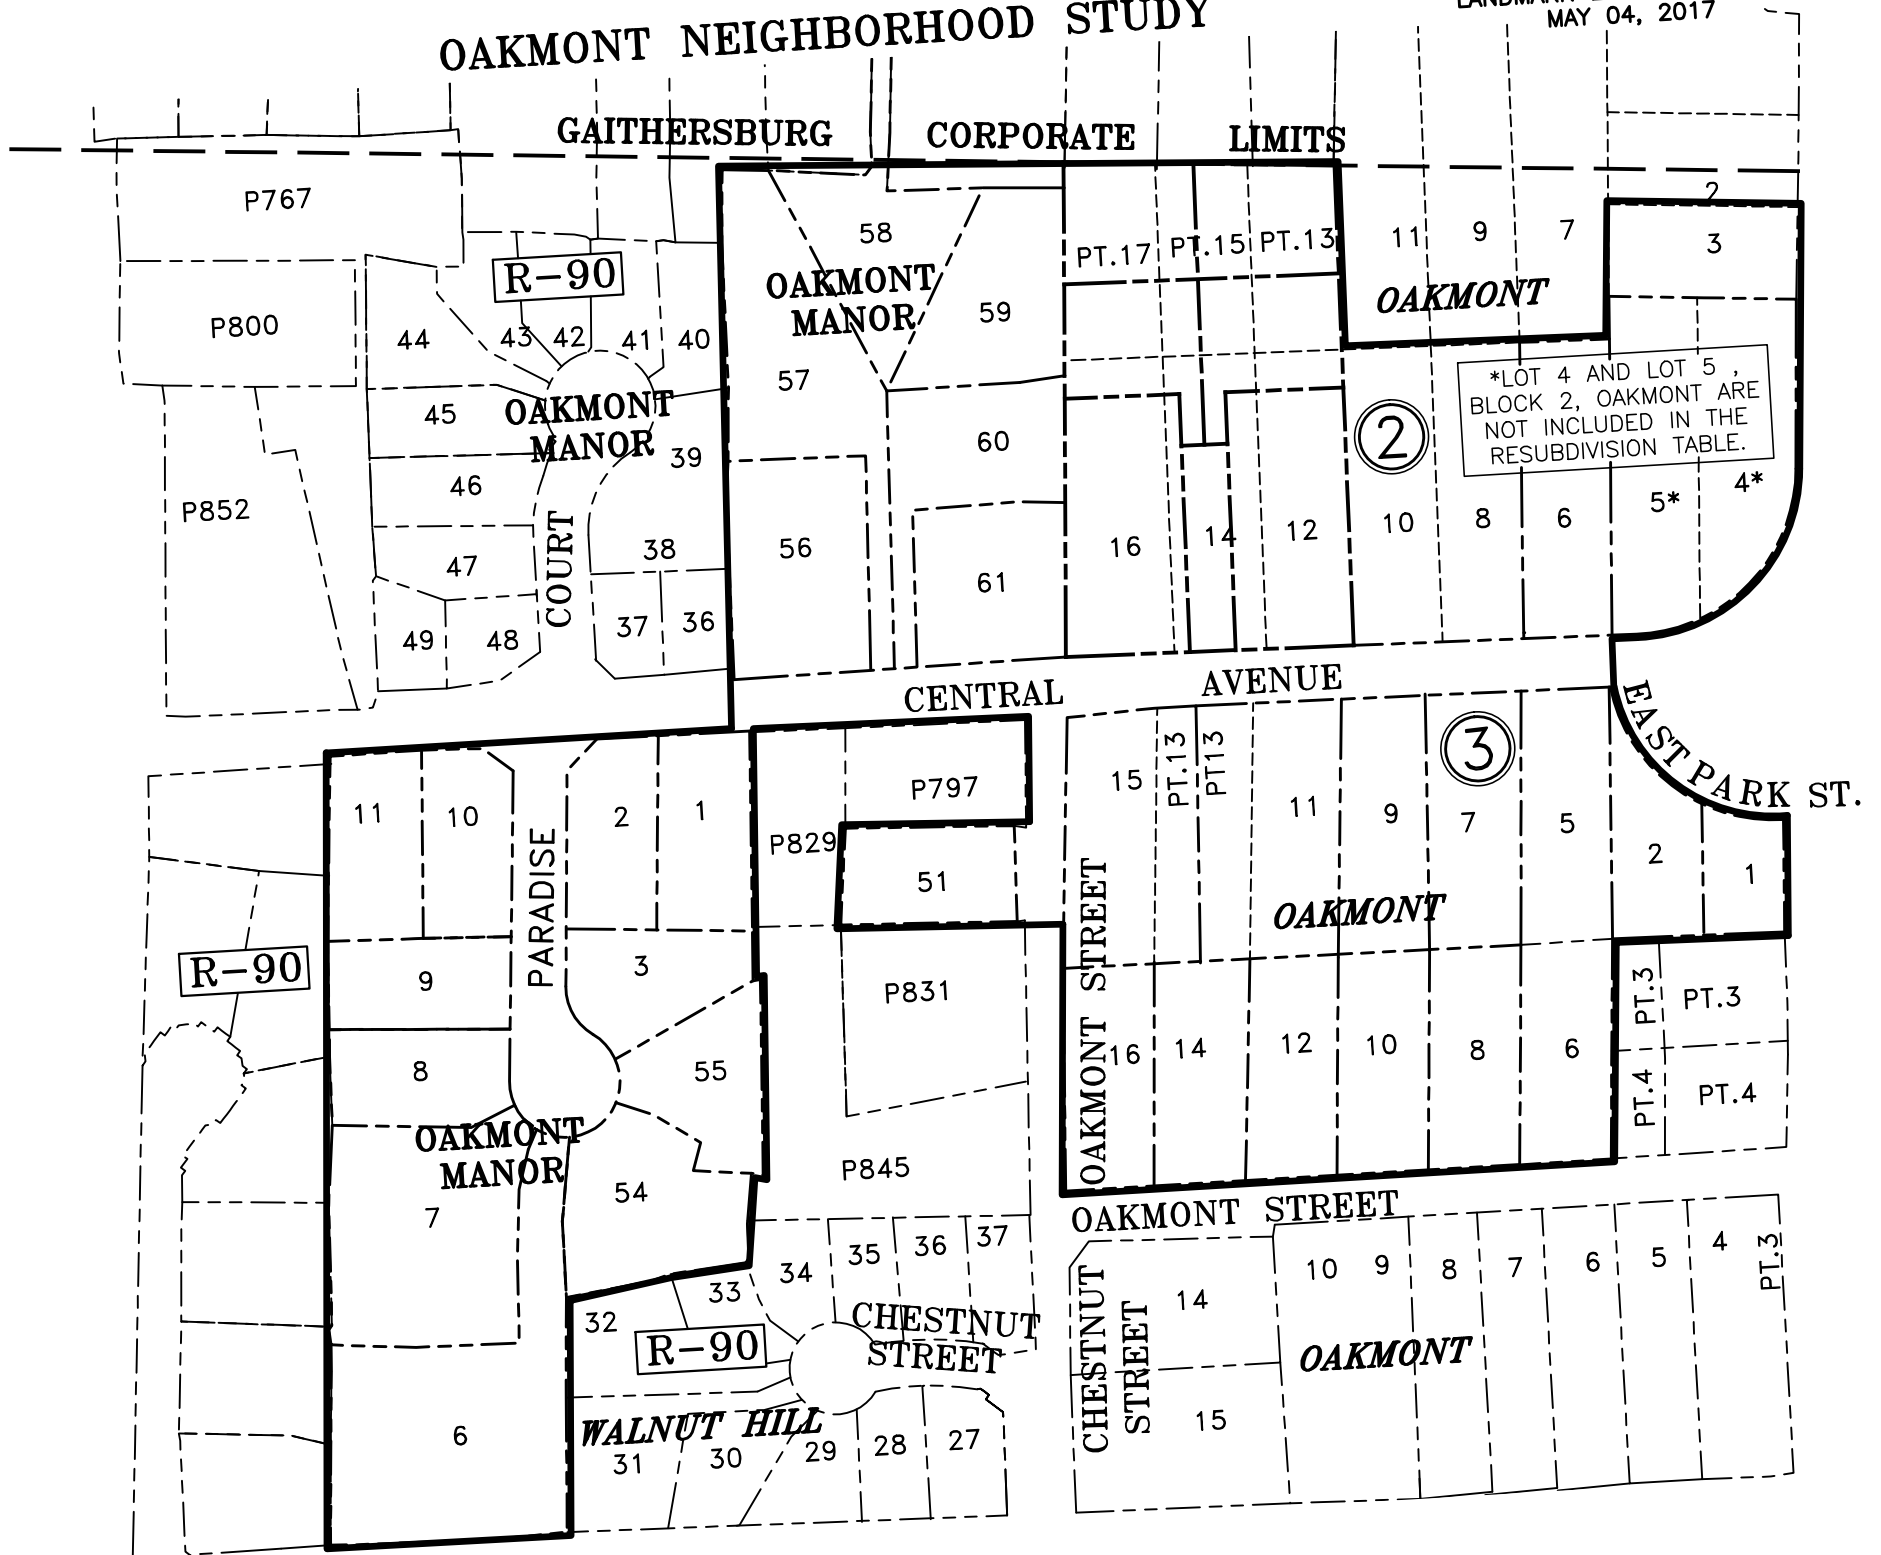 OAKMONT NEIGHBORHOOD STUDY
MAY 04, 2017
GAITHERSBURG CORPORATE LIMITS
P767
2
3
58
PT.17
PT.15
PT.13
11
9
7
R-90
OAKMONT
MANOR
OAKMONT
P800
44
43
42
41
40
59
57
*LOT 4 AND LOT 5 ,
BLOCK 2, OAKMONT ARE
NOT INCLUDED IN THE
RESUBDIVISION TABLE.
45
OAKMONT
MANOR
39
60
2
46
P852
5*
4*
COURT
47
38
56
61
16
14
12
10
8
6
49
48
37
36
CENTRAL AVENUE
EAST PARK ST.
11
10
2
1
P797
P829
15
PT.13
PT13
11
9
3
7
5
2
1
51
PARADISE
OAKMONT STREET
OAKMONT
R-90
9
3
P831
PT.3
PT.3
8
55
OAKMONT STREET
16
14
12
10
8
6
PT.4
PT.4
OAKMONT
MANOR
7
54
P845
OAKMONT STREET
34
35
36
37
33
32
R-90
CHESTNUT
STREET
CHESTNUT
STREET
14
10
9
8
7
6
5
4
PT.3
OAKMONT
6
WALNUT HILL
31
30
29
28
27
15